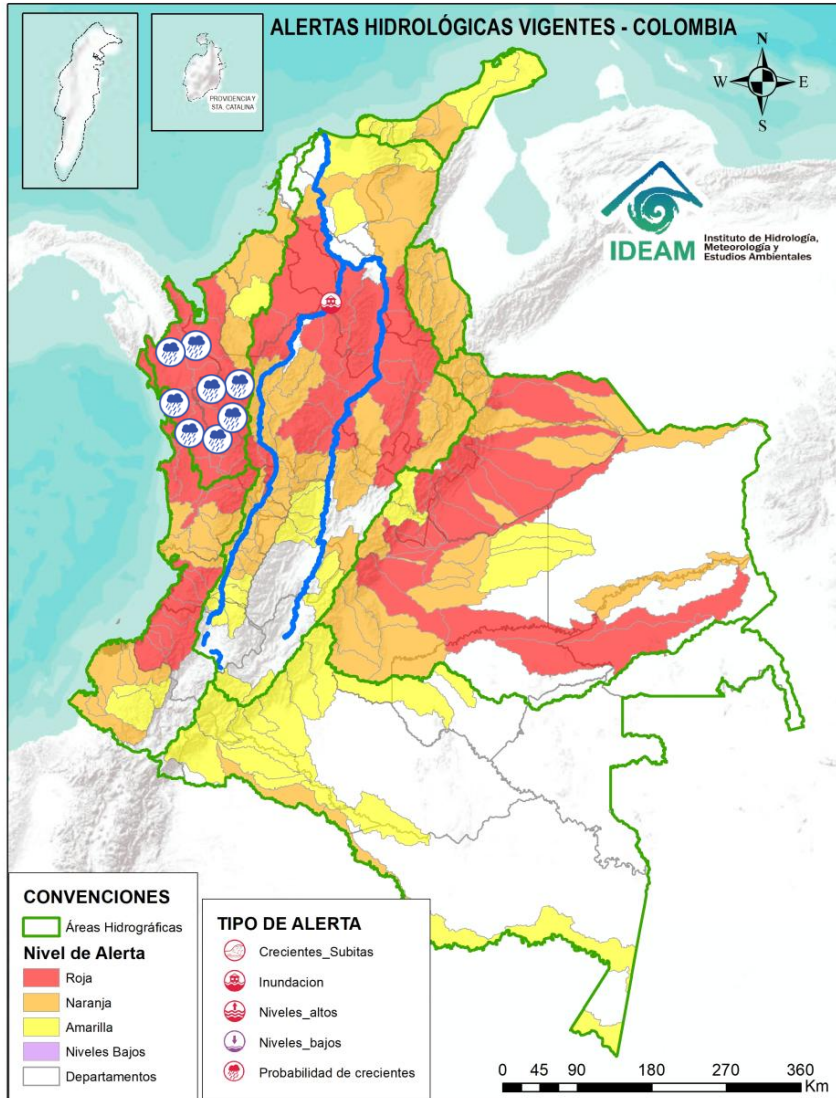 ALERTAS HIDROLÓGICAS VIGENTES - COLOMBIA
PROVIDENCIA Y
STA. CATALINA
N
W
E
S
IDEAM
Instituto de Hidrología,
Meteorología y
Estudios Ambientales
CONVENCIONES
Áreas Hidrográficas
Nivel de Alerta
Roja
Naranja
Amarilla
Niveles Bajos
Departamentos
TIPO DE ALERTA
Crecientes_Subitas
Inundacion
Niveles_altos
Niveles_bajos
Probabilidad de crecientes
0 45 90 180 270 360
Km